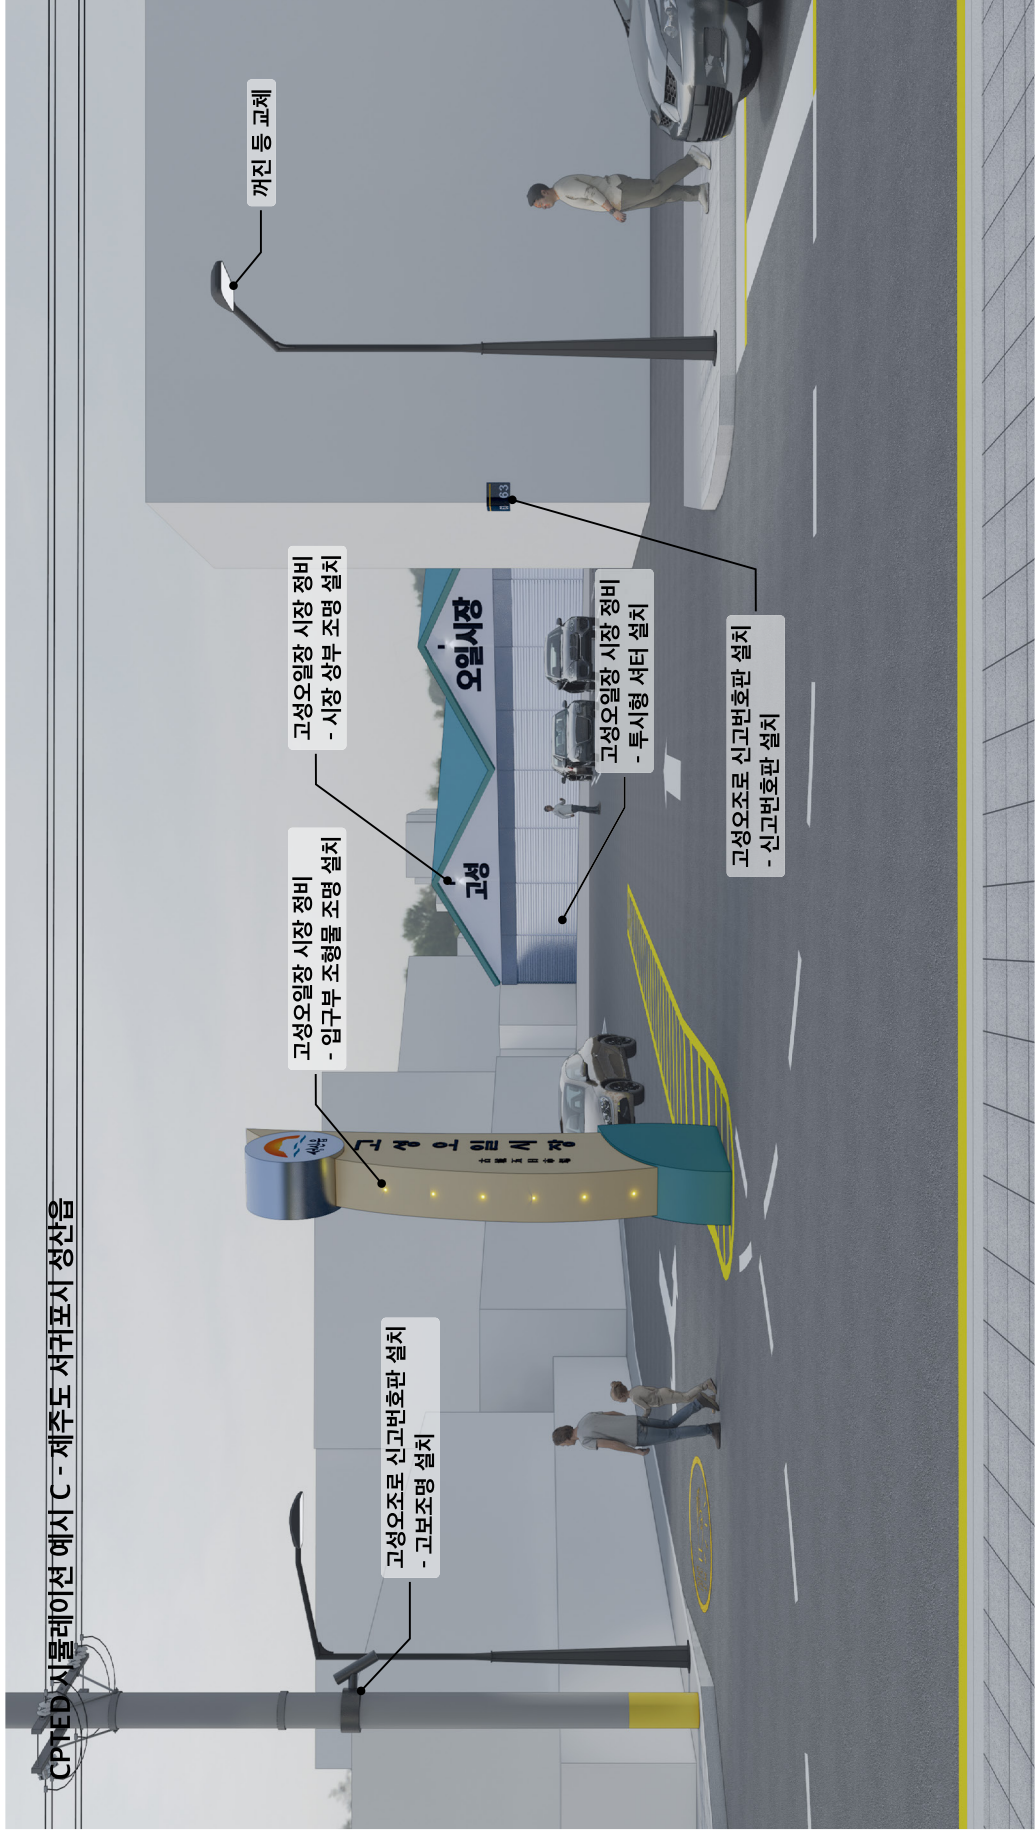 CPTED 시뮬레이션 예시 C - 제주도 서귀포시 성산읍
고성오조로 신고번호판 설치
- 고보조명 설치
고성오일장 시장 정비
- 입구부 조형물 조명 설치
고성오일장 시장 정비
- 시장 상부 조명 설치
꺼진 등 교체
고성오일장 시장 정비
- 투시형 셔터 설치
고성오조로 신고번호판 설치
- 신고번호판 설치
성산읍
고성오일시장
고성
오일시장
63